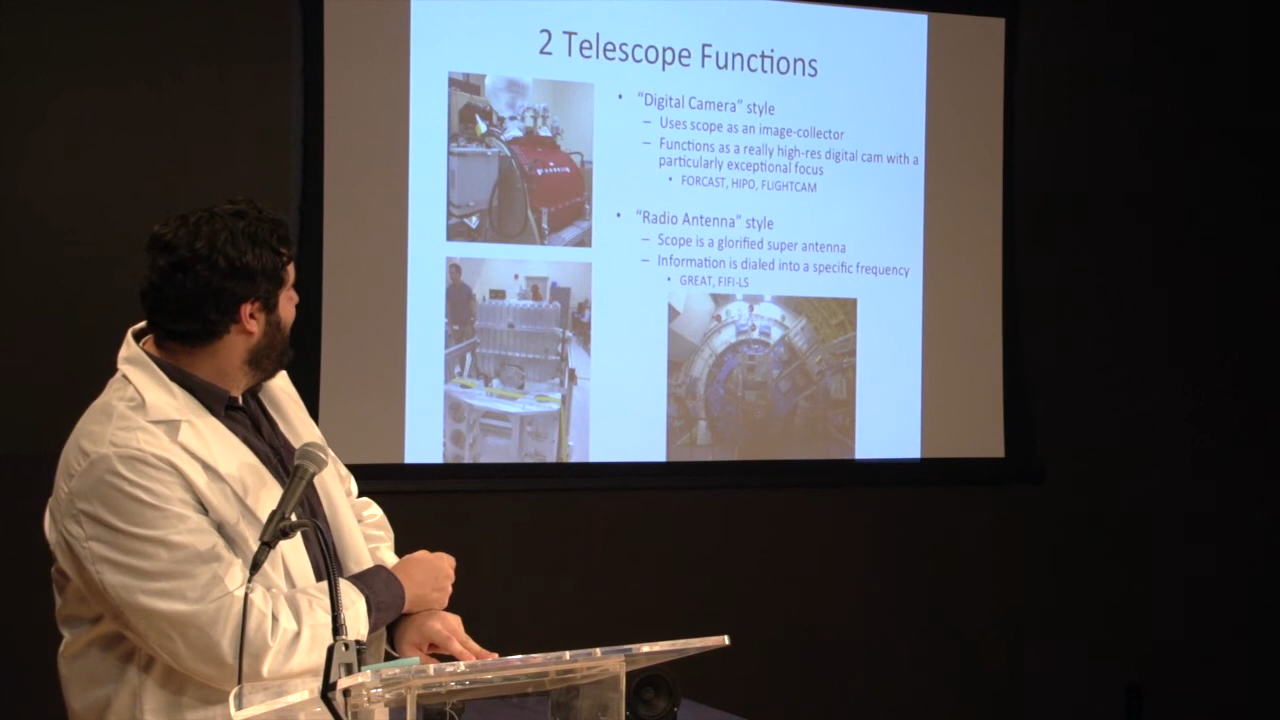 2 Telescope Functions
• “Digital Camera” style
– Uses scope as an image-collector
– Functions as a really high-res digital cam with a
particularly exceptional focus
• FORCAST, HIPO, FLIGHTCAM
• “Radio Antenna” style
– Scope is a glorified super antenna
– Information is dialed into a specific frequency
• GREAT, FIFI-LS